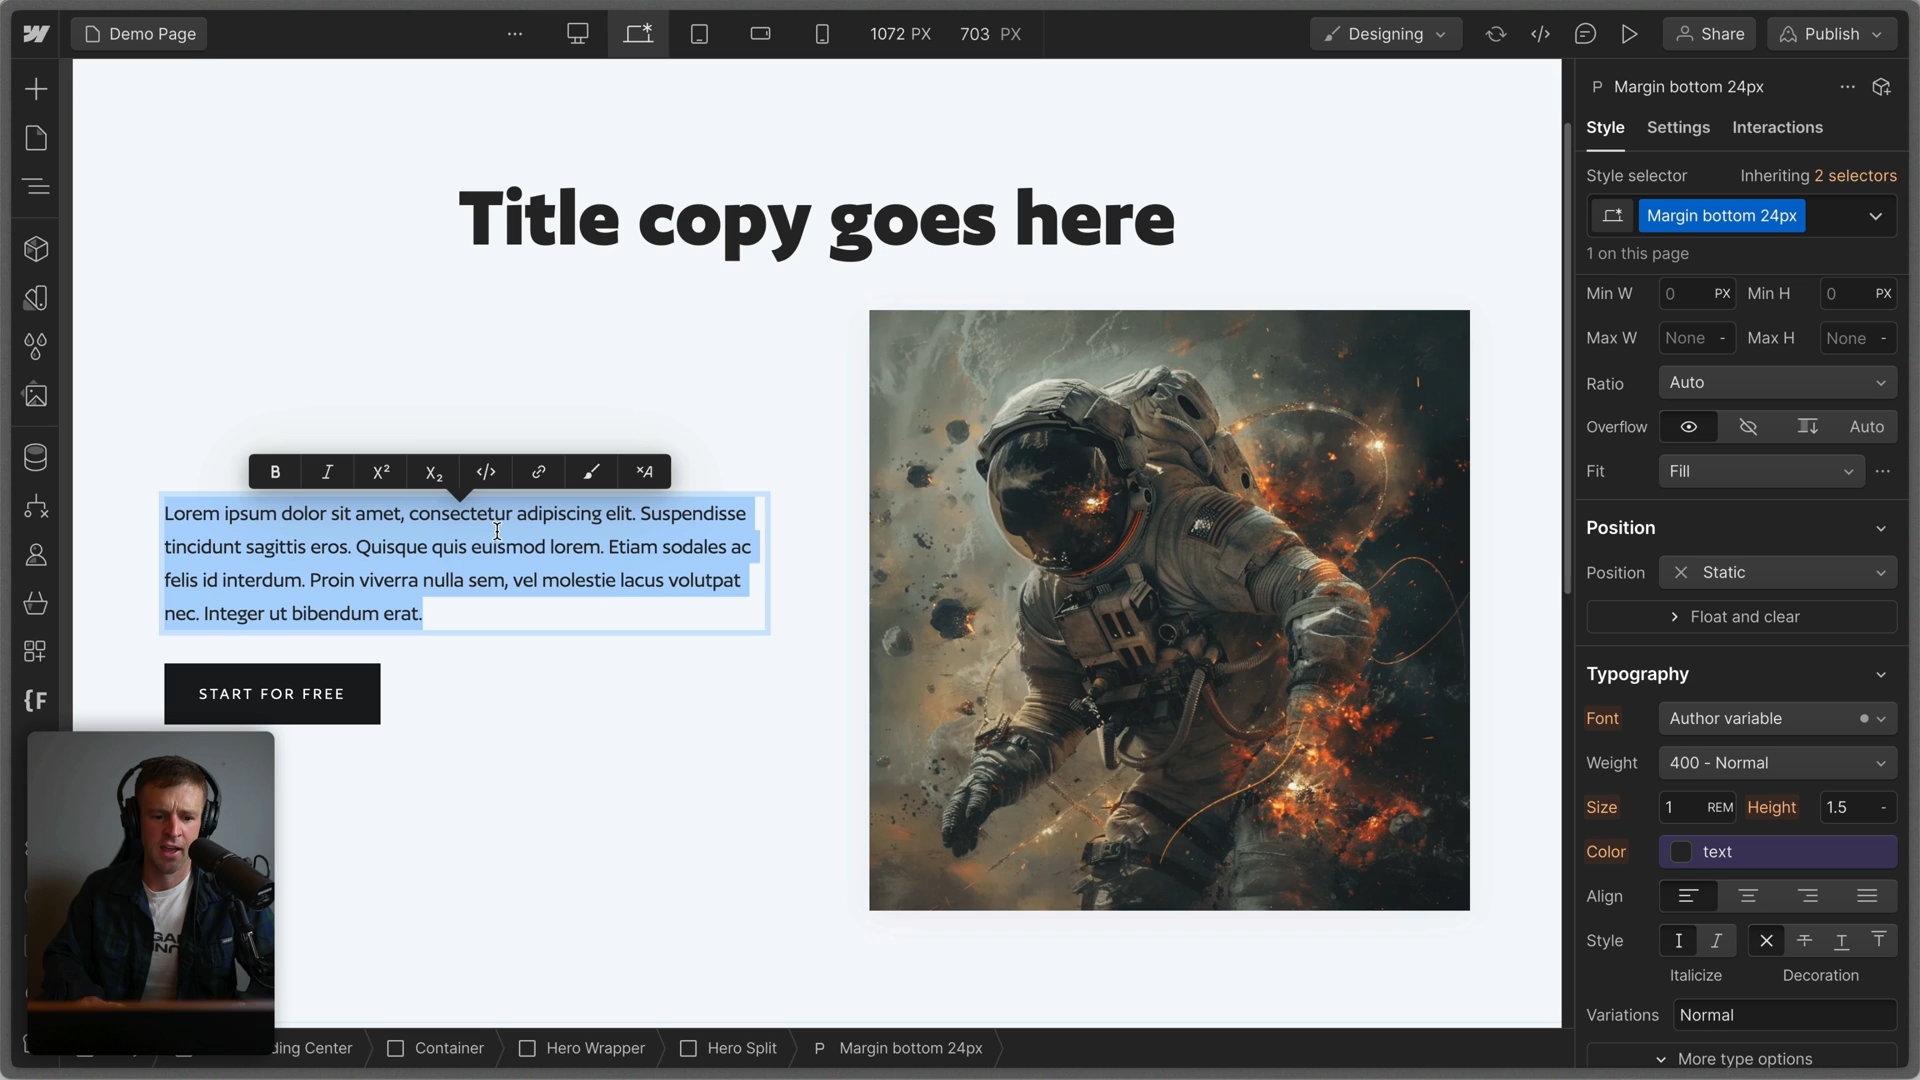 Demo Page
1072 PX 703 PX
Designing
Share
Publish
P Margin bottom 24px
Style Settings Interactions
Style selector Inheriting 2 selectors
Margin bottom 24px
1 on this page
Min W 0 PX Min H 0 PX
Max W None - Max H None -
Ratio Auto
Overflow Auto
Fit Fill
Position
Position Static
Float and clear
Typography
Font Author variable
Weight 400 - Normal
Size 1 REM Height 1.5 -
Color text
Align
Style
Italicize Decoration
Variations Normal
More type options
Title copy goes here
B I X² X₂ </>
Lorem ipsum dolor sit amet, consectetur adipiscing elit. Suspendisse
tincidunt sagittis eros. Quisque quis euismod lorem. Etiam sodales ac
felis id interdum. Proin viverra nulla sem, vel molestie lacus volutpat
nec. Integer ut bibendum erat.
START FOR FREE
Center Container Hero Wrapper Hero Split P Margin bottom 24px